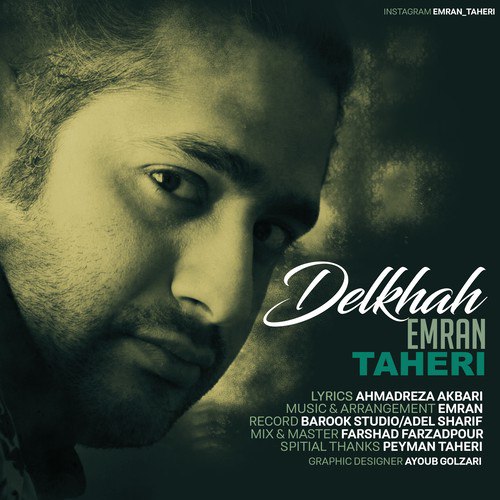 INSTAGRAM EMRAN_TAHERI
Delkhah
EMRAN
TAHERI
LYRICS AHMADREZA AKBARI
MUSIC & ARRANGEMENT EMRAN
RECORD BAROOK STUDIO/ADEL SHARIF
MIX & MASTER FARSHAD FARZADPOUR
SPITIAL THANKS PEYMAN TAHERI
GRAPHIC DESIGNER AYOUB GOLZARI